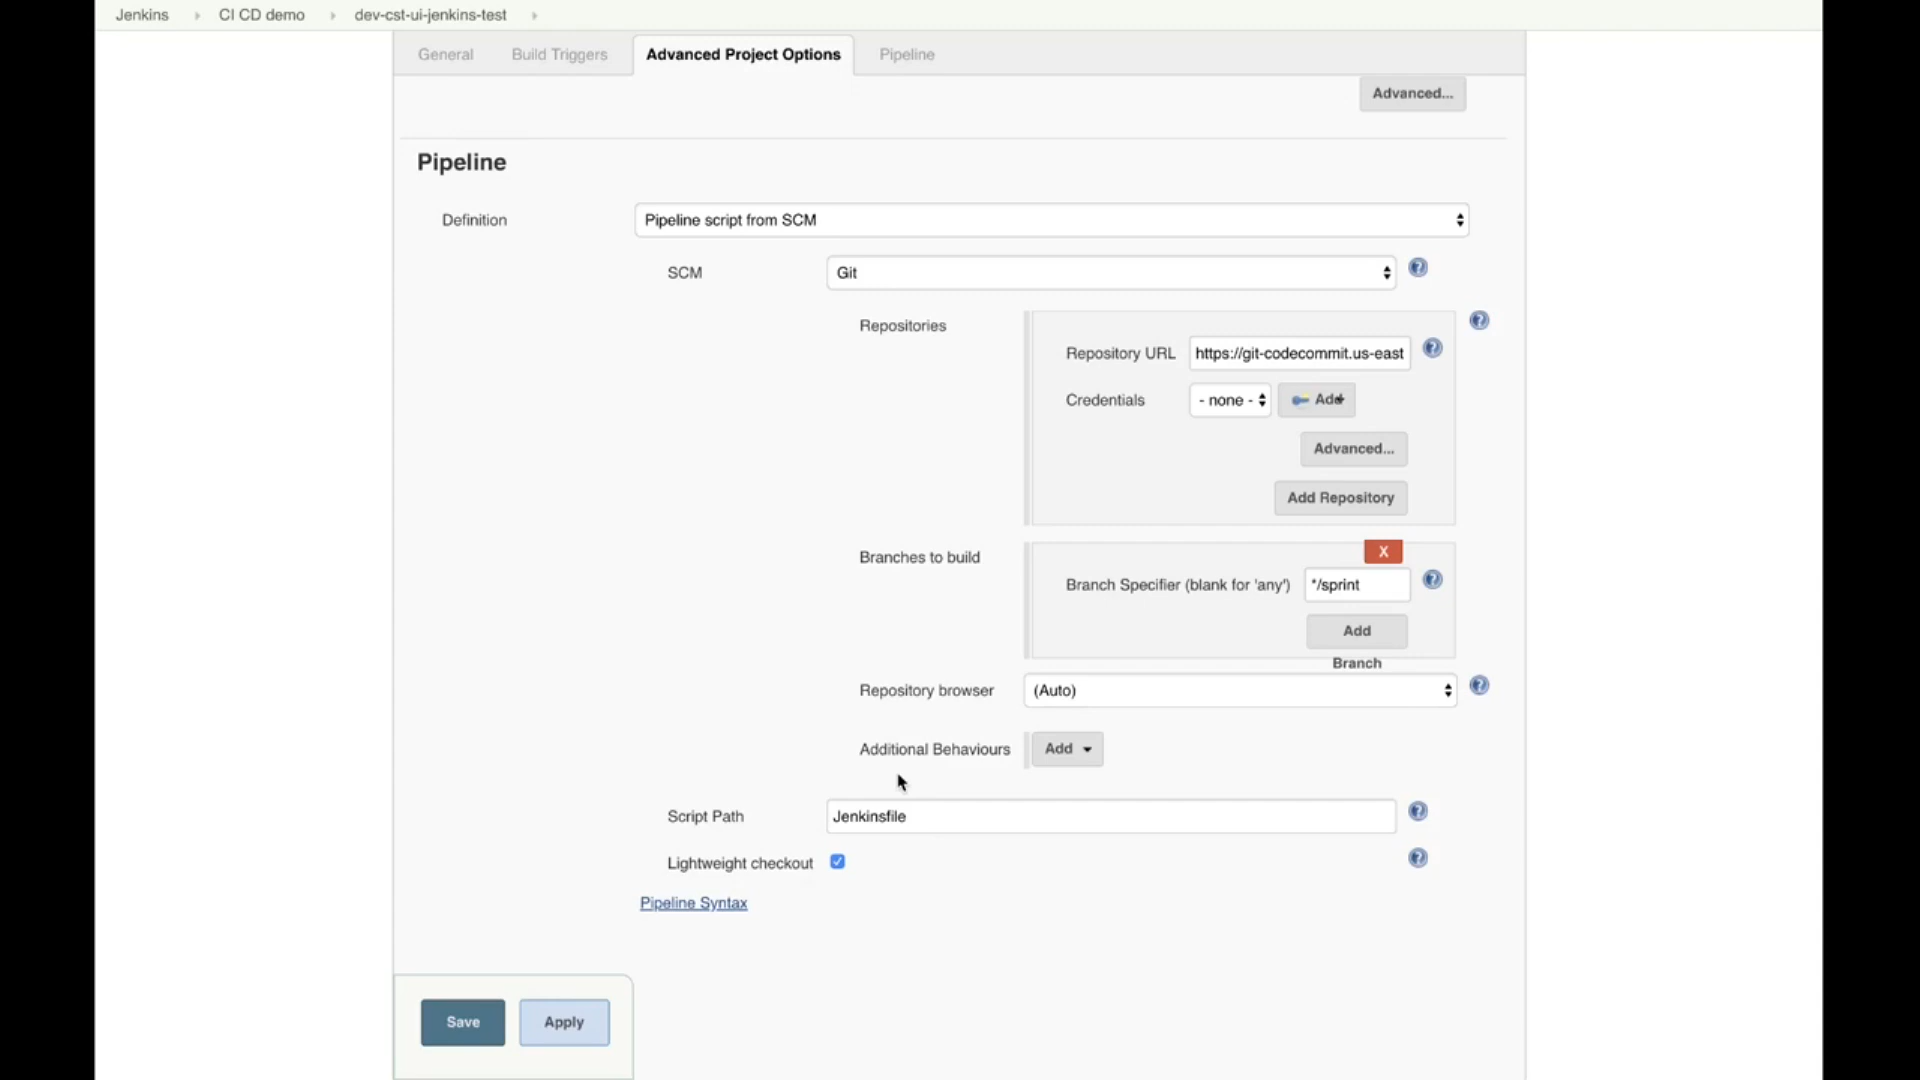 Jenkins CI CD demo dev-cst-ui-jenkins-test
General Build Triggers Advanced Project Options Pipeline
Advanced...
Pipeline
Definition Pipeline script from SCM
SCM Git
Repositories
Repository URL https://git-codecommit.us-east
Credentials - none - Add
Advanced...
Add Repository
Branches to build
X
Branch Specifier (blank for 'any') */sprint
Add
Branch
Repository browser (Auto)
Additional Behaviours Add
Script Path Jenkinsfile
Lightweight checkout
Pipeline Syntax
Save Apply